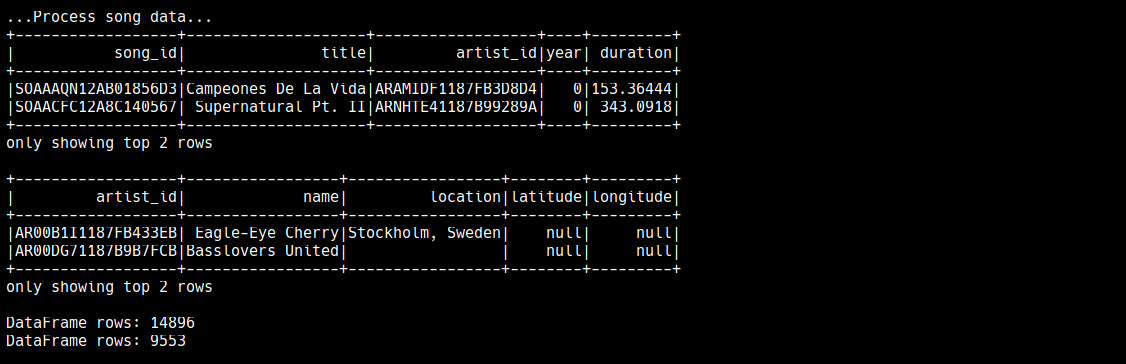 ...Process song data...
+------------------+--------------------+------------------+----+---------+
|           song_id|               title|         artist_id|year| duration|
+------------------+--------------------+------------------+----+---------+
|SOAAAQN12AB01856D3|Campeones De La Vida|ARAMIDF1187FB3D8D4|   0|153.36444|
|SOAACFC12A8C140567| Supernatural Pt. II|ARNHTE41187B99289A|   0| 343.0918|
+------------------+--------------------+------------------+----+---------+
only showing top 2 rows

+------------------+-----------------+-----------------+--------+---------+
|         artist_id|             name|         location|latitude|longitude|
+------------------+-----------------+-----------------+--------+---------+
|AR00B1I1187FB433EB| Eagle-Eye Cherry|Stockholm, Sweden|    null|     null|
|AR00DG71187B9B7FCB|Basslovers United|                 |    null|     null|
+------------------+-----------------+-----------------+--------+---------+
only showing top 2 rows

DataFrame rows: 14896
DataFrame rows: 9553